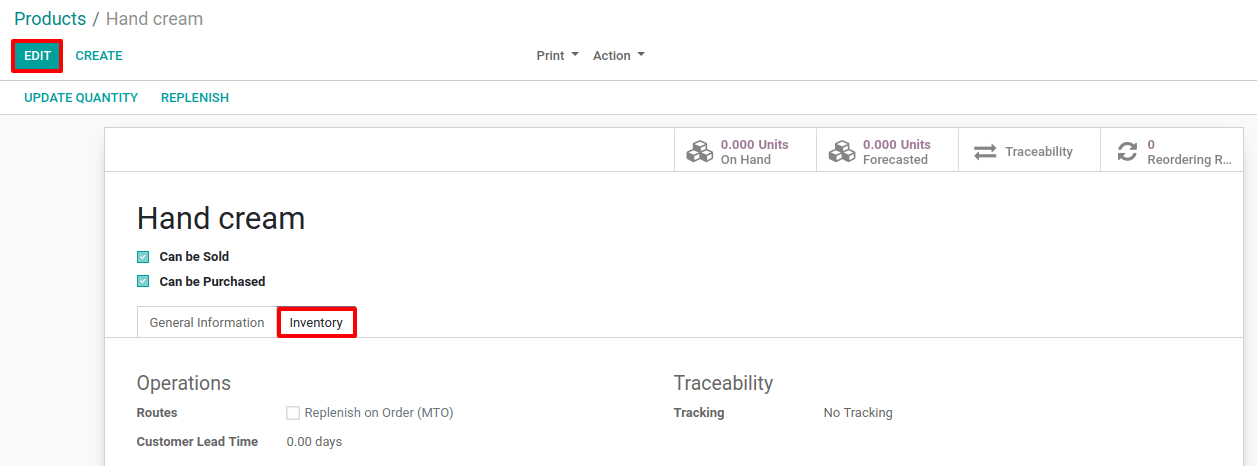 Products / Hand cream
EDIT CREATE Print Action
UPDATE QUANTITY REPLENISH
0.000 Units
On Hand
0.000 Units
Forecasted
Traceability
0
Reordering R...
Hand cream
Can be Sold
Can be Purchased
General Information Inventory
Operations
Routes Replenish on Order (MTO)
Customer Lead Time 0.00 days
Traceability
Tracking No Tracking